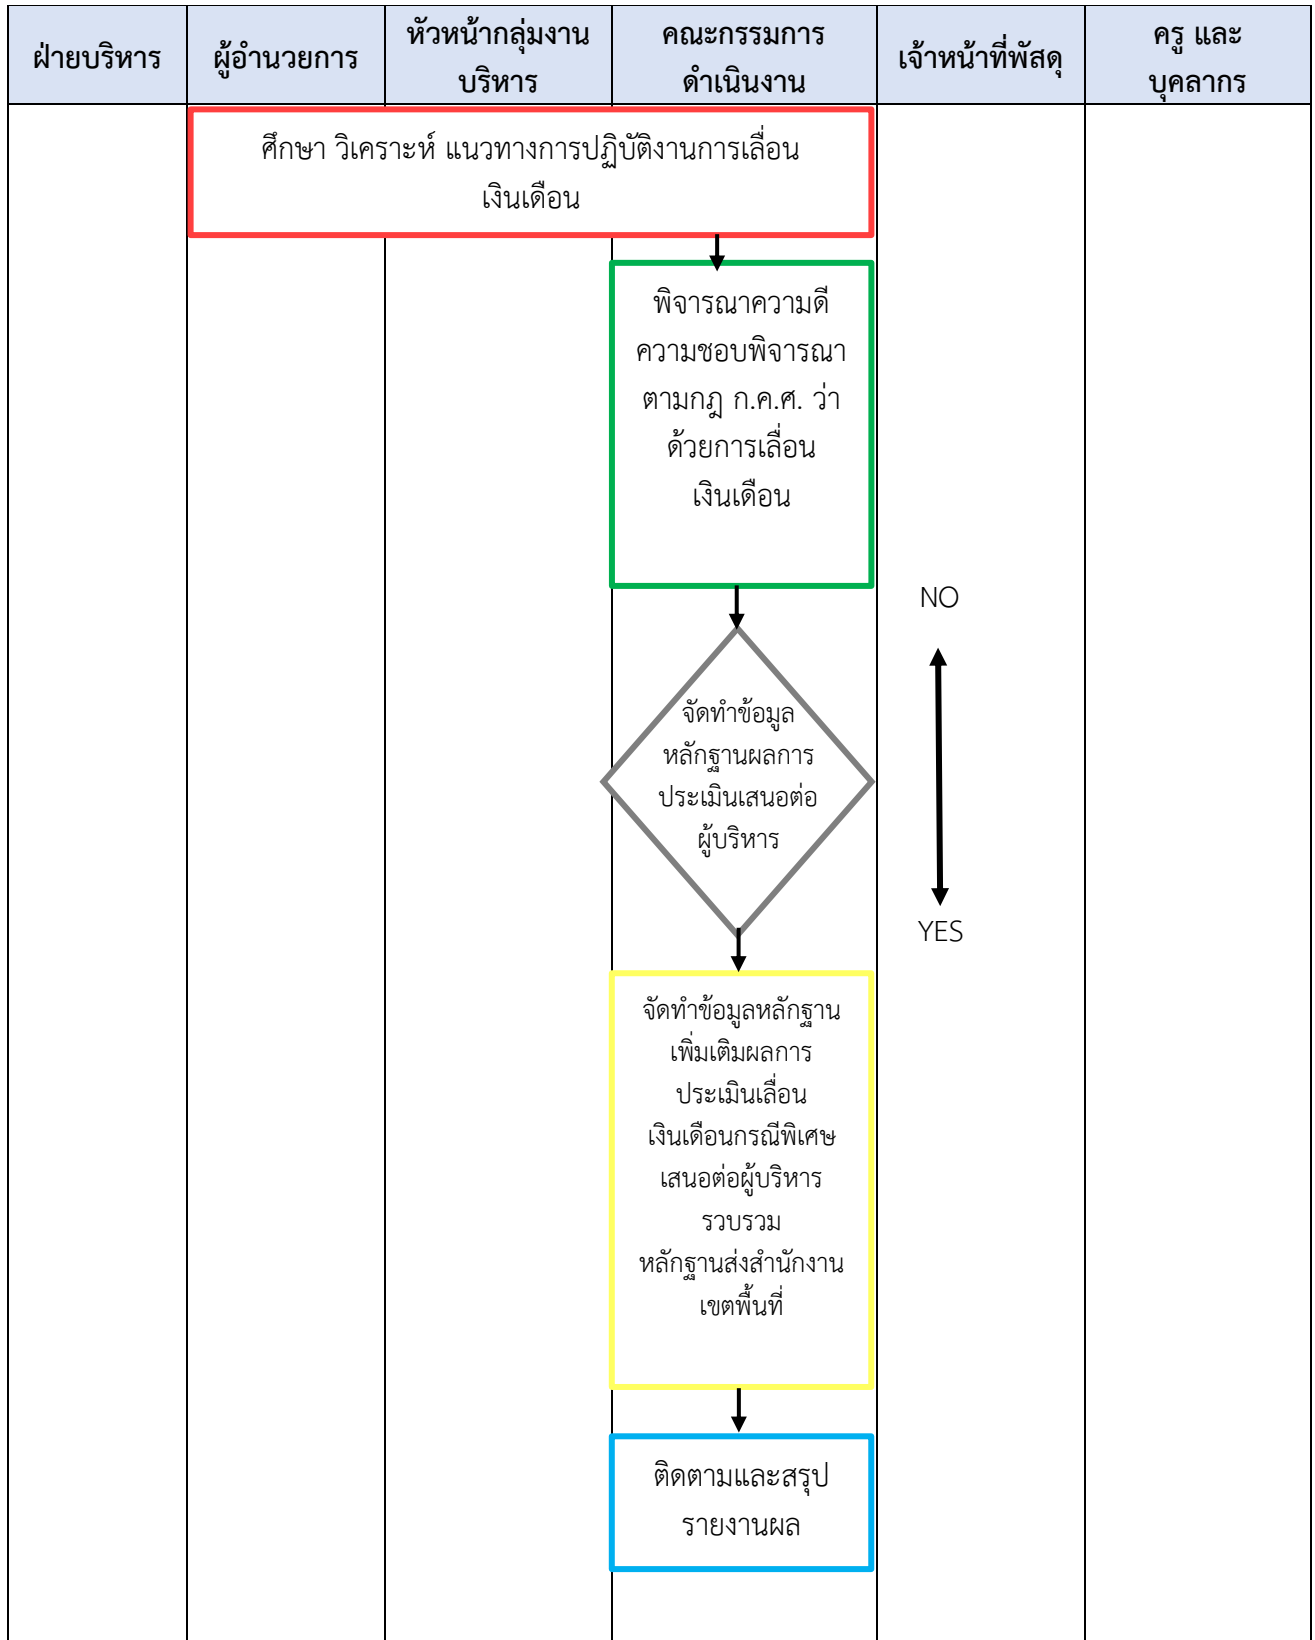 ฝ่ายบริหาร
ผู้อำนวยการ
หัวหน้ากลุ่มงาน
บริหาร
คณะกรรมการ
ดำเนินงาน
เจ้าหน้าที่พัสดุ
ครู และ
บุคลากร
ศึกษา วิเคราะห์ แนวทางการปฏิบัติงานการเลื่อน
เงินเดือน
พิจารณาความดี
ความชอบพิจารณา
ตามกฎ ก.ค.ศ. ว่า
ด้วยการเลื่อน
เงินเดือน
NO
จัดทำข้อมูล
หลักฐานผลการ
ประเมินเสนอต่อ
ผู้บริหาร
YES
จัดทำข้อมูลหลักฐาน
เพิ่มเติมผลการ
ประเมินเลื่อน
เงินเดือนกรณีพิเศษ
เสนอต่อผู้บริหาร
รวบรวม
หลักฐานส่งสำนักงาน
เขตพื้นที่
ติดตามและสรุป
รายงานผล